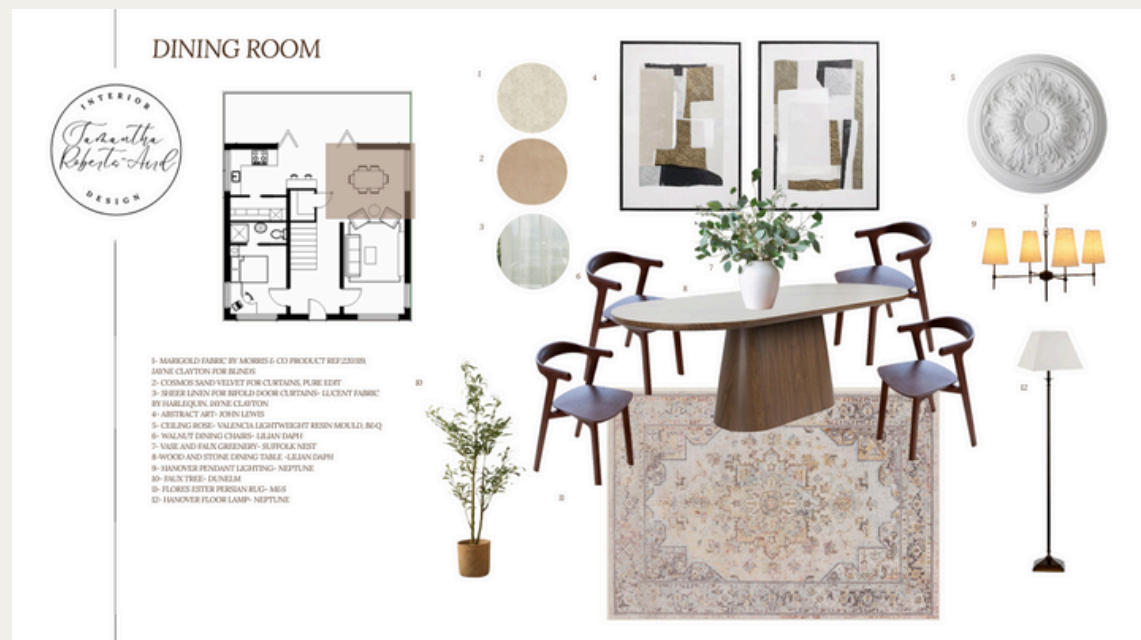 DINING ROOM
INTERIOR
Tamantha
Roberts-Aird
DESIGN
1
2
3
4
5
6
7
8
9
10
11
12
1- MARIGOLD FABRIC BY MORRIS & CO PRODUCT REF:220319,
JAYNE CLAYTON FOR BLINDS
2- COSMOS SAND VELVET FOR CURTAINS, PURE EDIT
3- SHEER LINEN FOR BIFOLD DOOR CURTAINS- LUCENT FABRIC
BY HARLEQUIN. JAYNE CLAYTON
4- ABSTRACT ART- JOHN LEWIS
5- CEILING ROSE- VALENCIA LIGHTWEIGHT RESIN MOULD, B&Q
6- WALNUT DINING CHAIRS- LILIAN DAPH
7- VASE AND FAUX GREENERY- SUFFOLK NEST
8-WOOD AND STONE DINING TABLE -LILIAN DAPH
9- HANOVER PENDANT LIGHTING- NEPTUNE
10- FAUX TREE- DUNELM
11- FLORES ESTER PERSIAN RUG- M&S
12- HANOVER FLOOR LAMP- NEPTUNE